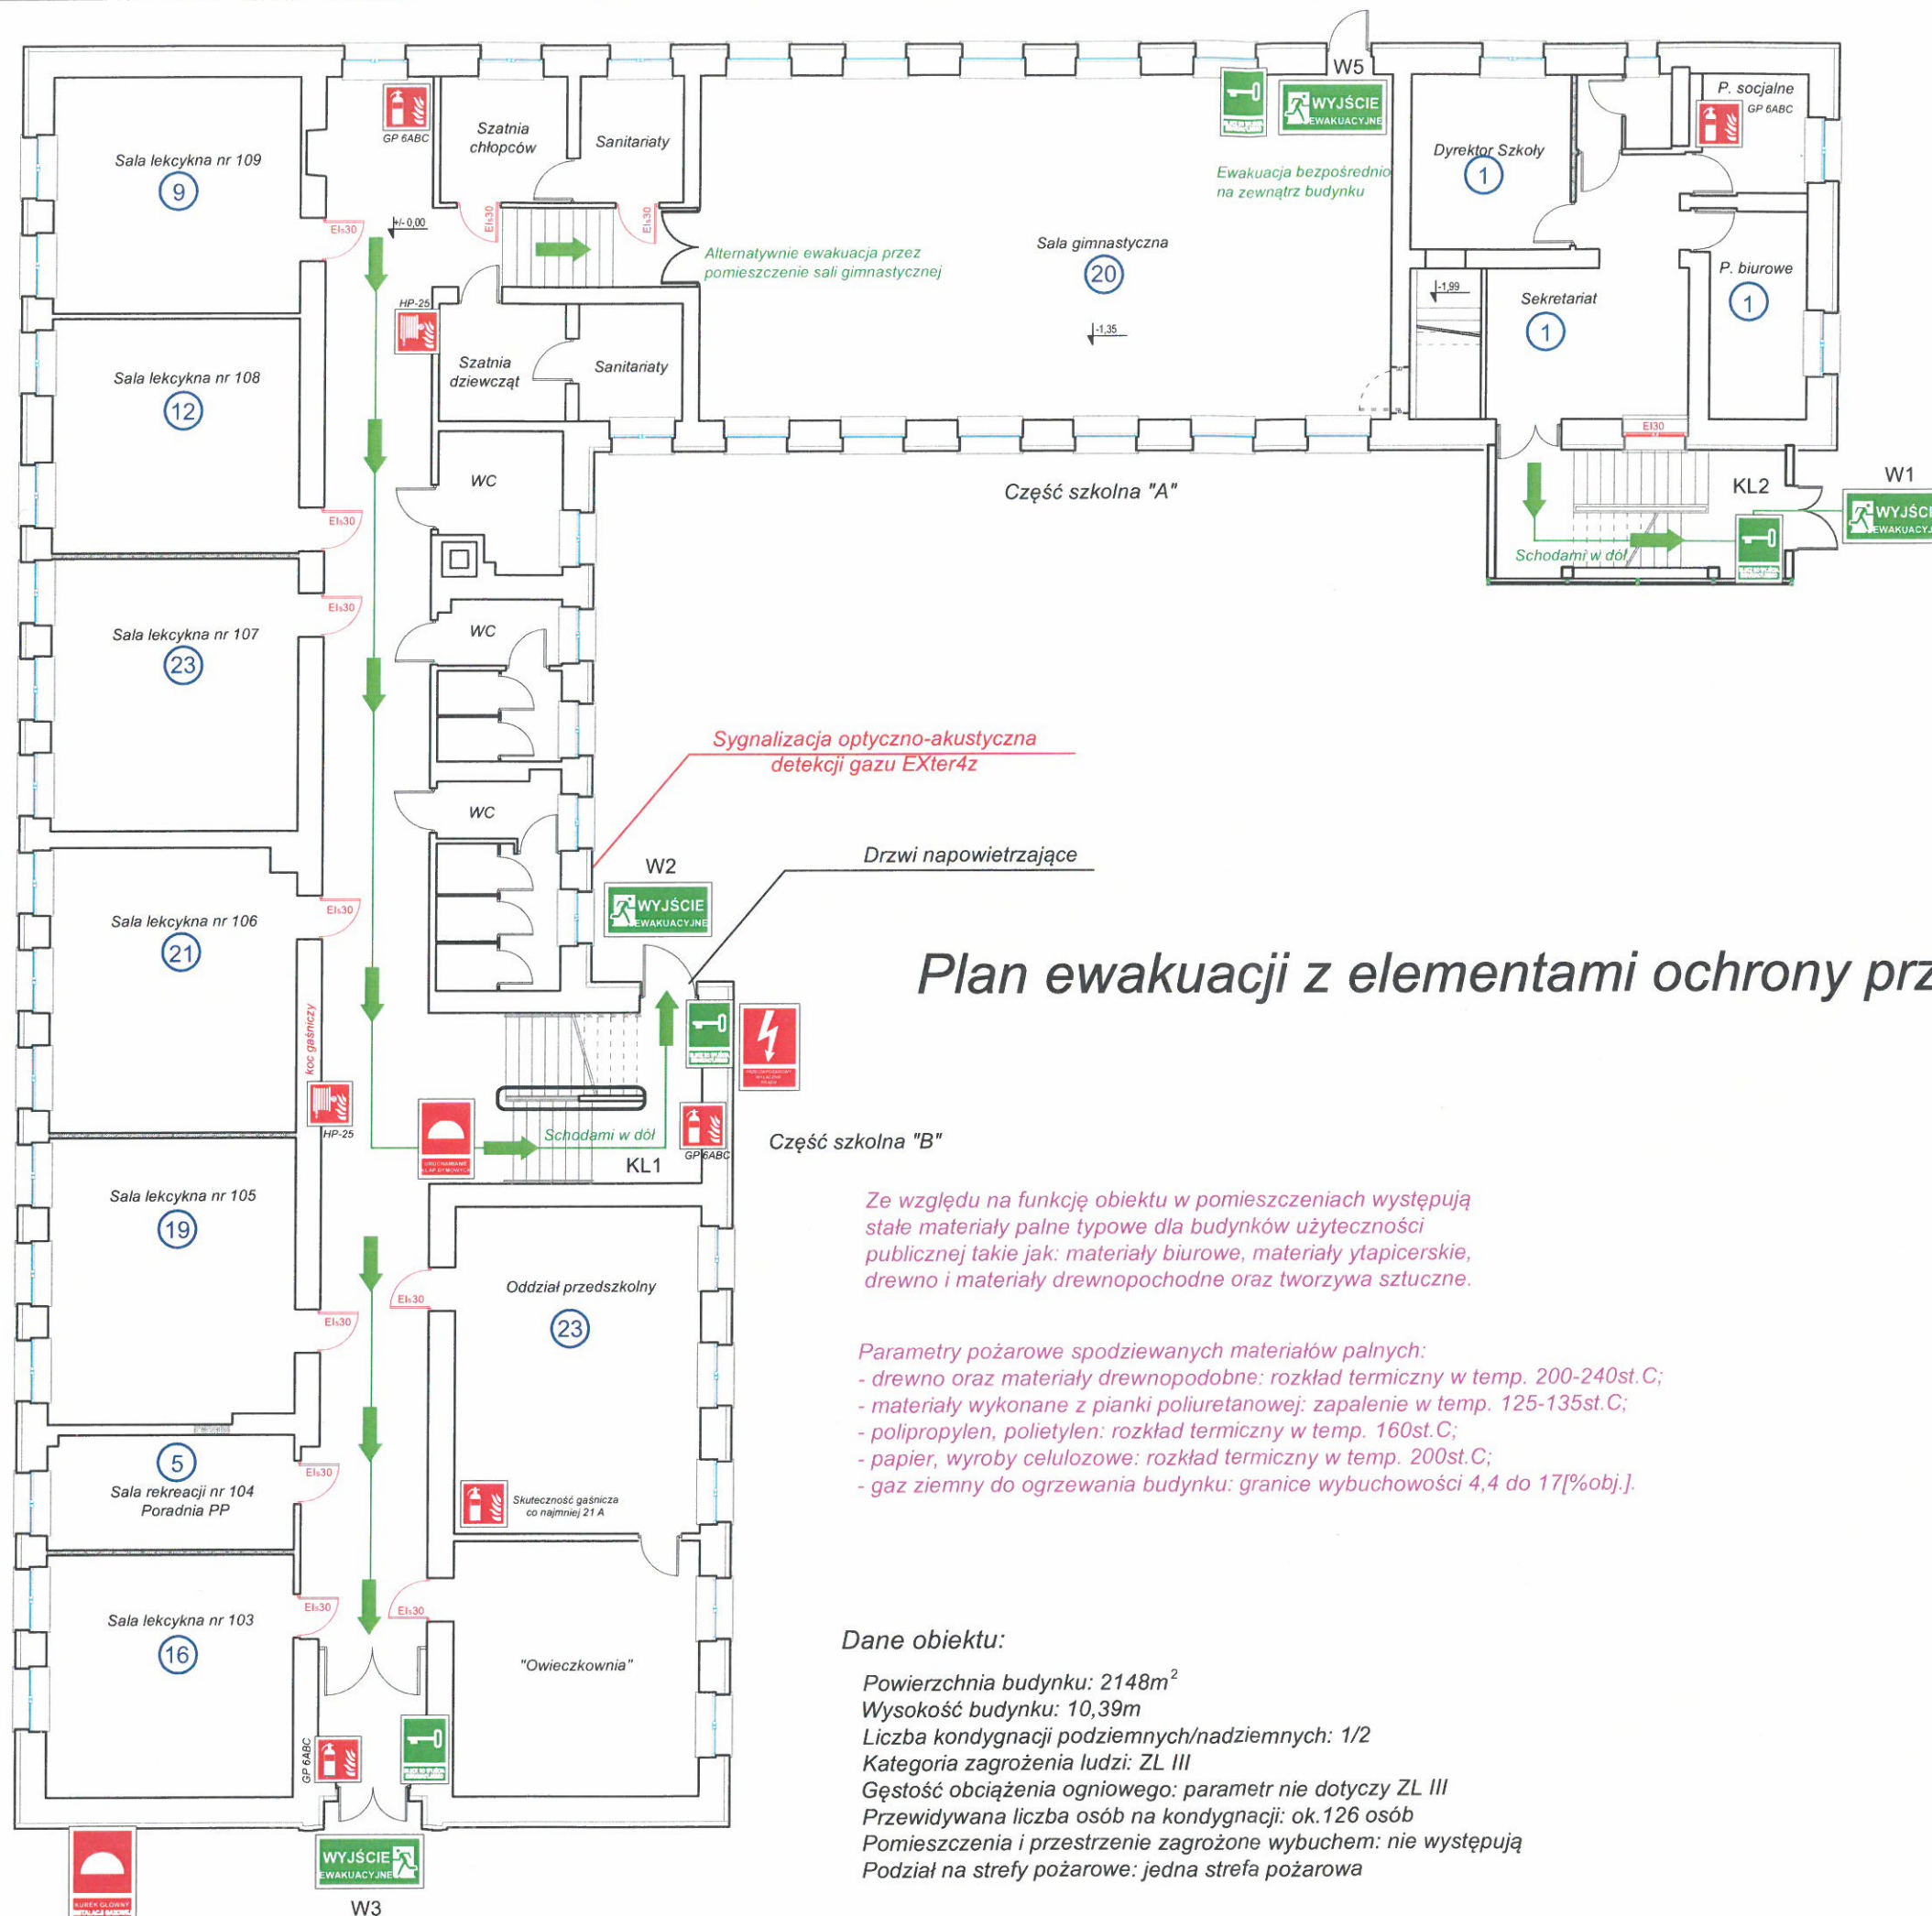 W5
WYJŚCIE
EWAKUACYJNE
P. socjalne
GP 6ABC
GP 6ABC
Szatnia
chłopców
Sanitariaty
Sala lekcykna nr 109
9
Dyrektor Szkoły
1
Ewakuacja bezpośrednio
na zewnątrz budynku
EIs30
+/- 0,00
EIs30
EIs30
Alternatywnie ewakuacja przez
pomieszczenie sali gimnastycznej
Sala gimnastyczna
20
-1,35
P. biurowe
1
-1,99
Sekretariat
1
HP-25
Szatnia
dziewcząt
Sanitariaty
Sala lekcykna nr 108
12
EI30
WC
Część szkolna "A"
KL2
W1
WYJŚCI
EWAKUACYJ
Schodami w dół
EIs30
EIs30
Sala lekcykna nr 107
23
WC
Sygnalizacja optyczno-akustyczna
detekcji gazu EXter4z
WC
Drzwi napowietrzające
W2
WYJŚCIE
EWAKUACYJNE
EIs30
Sala lekcykna nr 106
21
Plan ewakuacji z elementami ochrony prz
koc gaśniczy
HP-25
URUCHAMIANIE
KLAP DYMOWYCH
Schodami w dół
KL1
GP 6ABC
PRZECIWPOŻAROWY
WYŁĄCZNIK
PRĄDU
Część szkolna "B"
Sala lekcykna nr 105
19
Ze względu na funkcję obiektu w pomieszczeniach występują
stałe materiały palne typowe dla budynków użyteczności
publicznej takie jak: materiały biurowe, materiały ytapicerskie,
drewno i materiały drewnopochodne oraz tworzywa sztuczne.
Oddział przedszkolny
23
EIs30
EIs30
Parametry pożarowe spodziewanych materiałów palnych:
- drewno oraz materiały drewnopodobne: rozkład termiczny w temp. 200-240st.C;
- materiały wykonane z pianki poliuretanowej: zapalenie w temp. 125-135st.C;
- polipropylen, polietylen: rozkład termiczny w temp. 160st.C;
- papier, wyroby celulozowe: rozkład termiczny w temp. 200st.C;
- gaz ziemny do ogrzewania budynku: granice wybuchowości 4,4 do 17[%obj.].
5
Sala rekreacji nr 104
Poradnia PP
EIs30
Skuteczność gaśnicza
co najmniej 21 A
Sala lekcykna nr 103
16
EIs30
EIs30
"Owieczkownia"
Dane obiektu:
Powierzchnia budynku: 2148m²
Wysokość budynku: 10,39m
Liczba kondygnacji podziemnych/nadziemnych: 1/2
Kategoria zagrożenia ludzi: ZL III
Gęstość obciążenia ogniowego: parametr nie dotyczy ZL III
Przewidywana liczba osób na kondygnacji: ok.126 osób
Pomieszczenia i przestrzenie zagrożone wybuchem: nie występują
Podział na strefy pożarowe: jedna strefa pożarowa
GP 6ABC
WYJŚCIE
EWAKUACYJNE
W3
KUREK GŁÓWNY